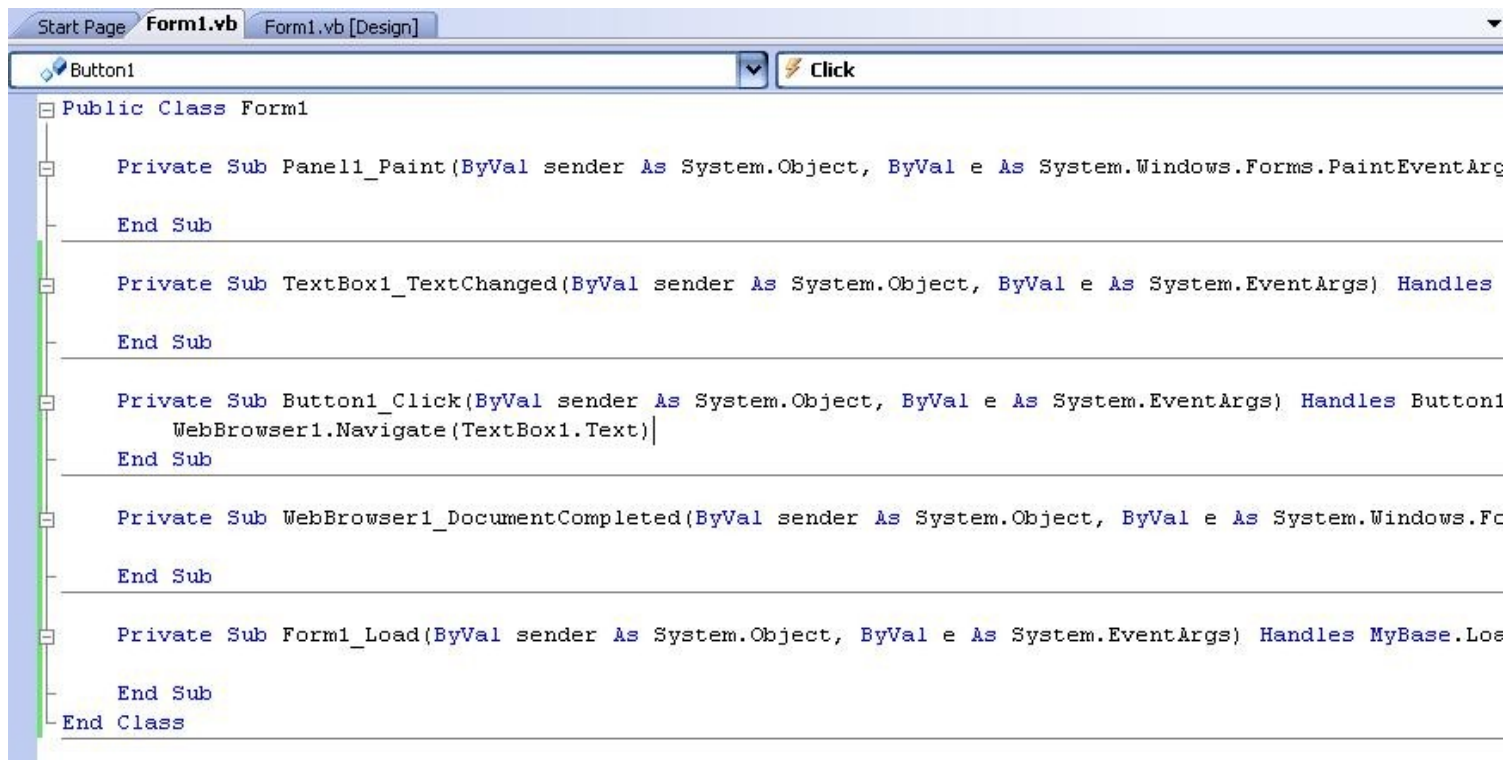 Start Page Form1.vb Form1.vb [Design]
Button1 Click
Public Class Form1
Private Sub Panel1_Paint(ByVal sender As System.Object, ByVal e As System.Windows.Forms.PaintEventArg
End Sub
Private Sub TextBox1_TextChanged(ByVal sender As System.Object, ByVal e As System.EventArgs) Handles
End Sub
Private Sub Button1_Click(ByVal sender As System.Object, ByVal e As System.EventArgs) Handles Button1
WebBrowser1.Navigate(TextBox1.Text)
End Sub
Private Sub WebBrowser1_DocumentCompleted(ByVal sender As System.Object, ByVal e As System.Windows.Fo
End Sub
Private Sub Form1_Load(ByVal sender As System.Object, ByVal e As System.EventArgs) Handles MyBase.Loa
End Sub
End Class